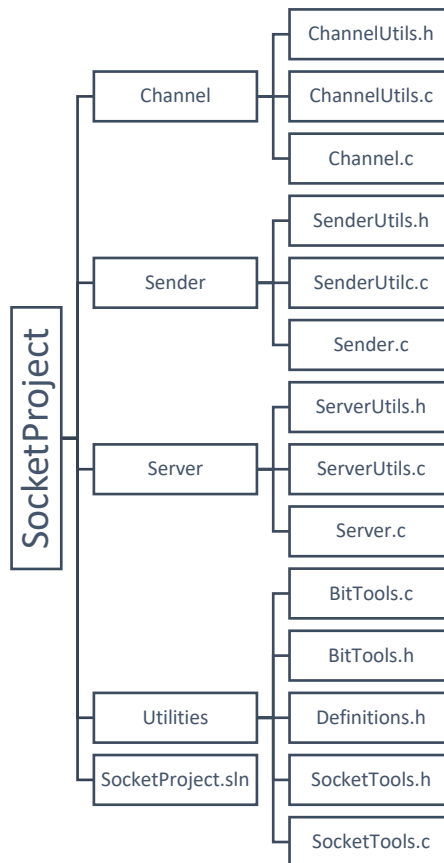 SocketProject
Channel
ChannelUtils.h
ChannelUtils.c
Channel.c
Sender
SenderUtils.h
SenderUtilc.c
Sender.c
Server
ServerUtils.h
ServerUtils.c
Server.c
Utilities
BitTools.c
BitTools.h
Definitions.h
SocketTools.h
SocketTools.c
SocketProject.sln